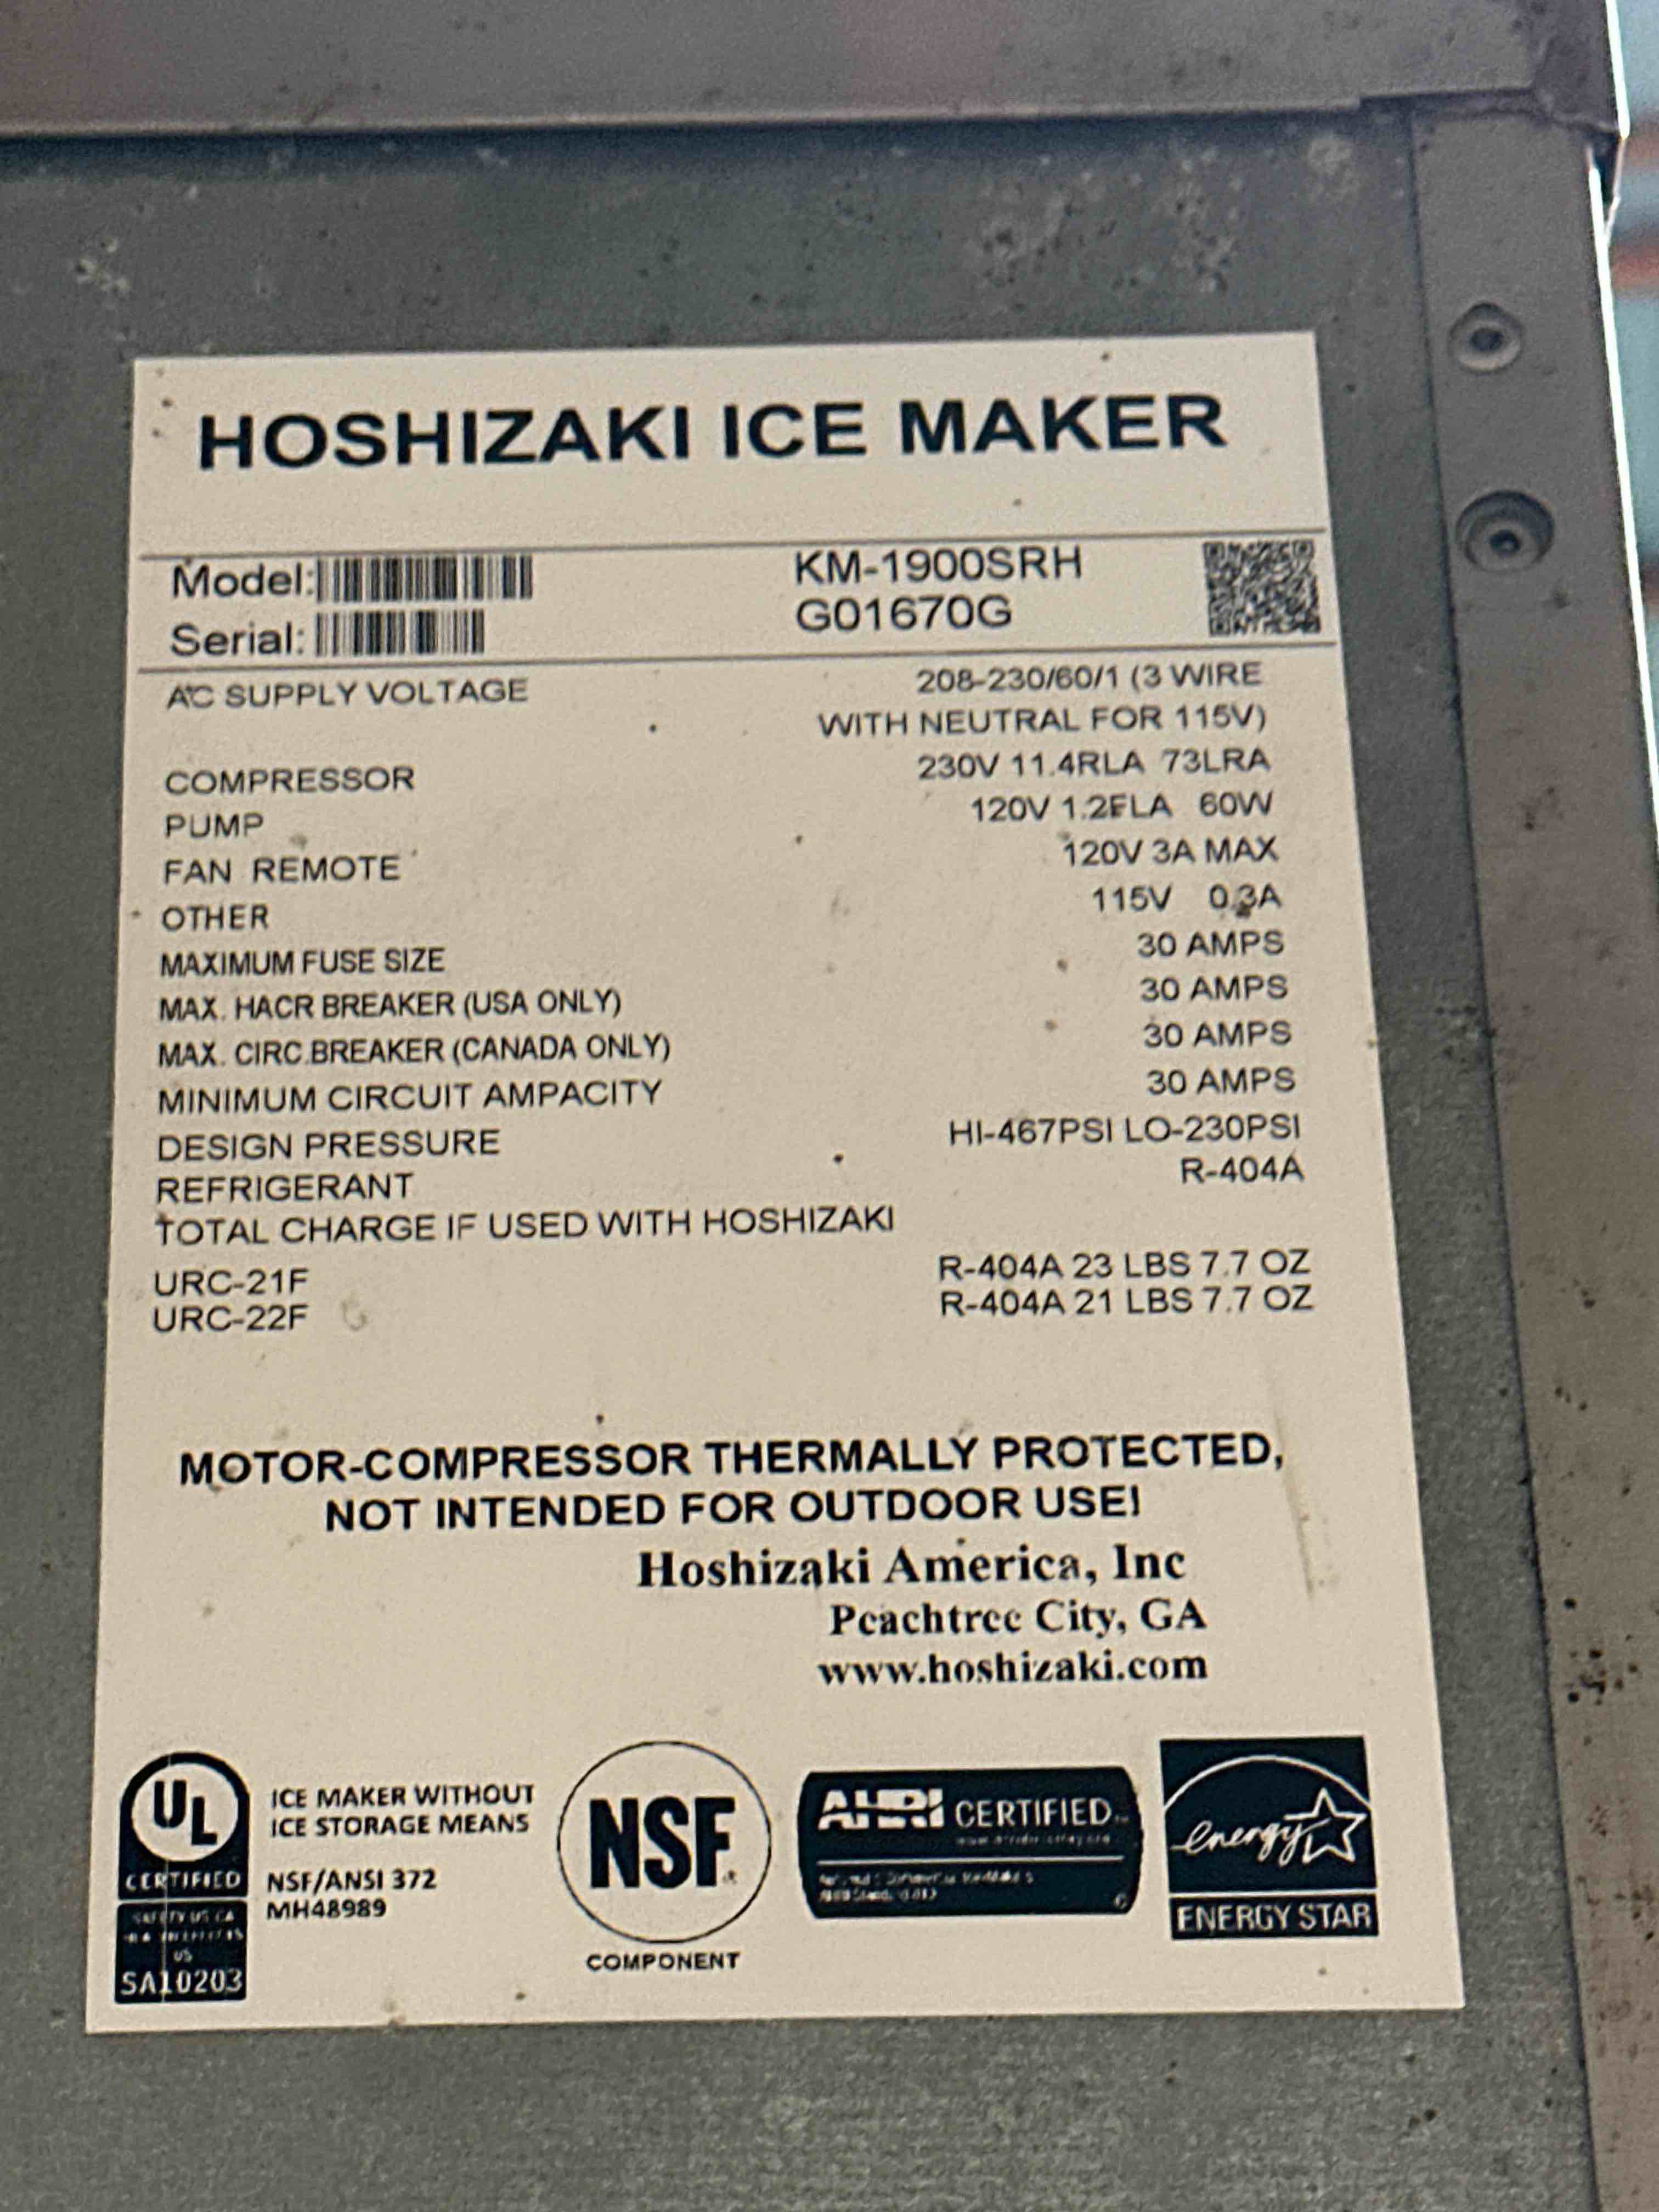 HOSHIZAKI ICE MAKER
Model: KM-1900SRH
Serial: G01670G
AC SUPPLY VOLTAGE 208-230/60/1 (3 WIRE
WITH NEUTRAL FOR 115V)
COMPRESSOR 230V 11.4RLA 73LRA
PUMP 120V 1.2FLA 60W
FAN REMOTE 120V 3A MAX
OTHER 115V 0.3A
MAXIMUM FUSE SIZE 30 AMPS
MAX. HACR BREAKER (USA ONLY) 30 AMPS
MAX. CIRC.BREAKER (CANADA ONLY) 30 AMPS
MINIMUM CIRCUIT AMPACITY 30 AMPS
DESIGN PRESSURE HI-467PSI LO-230PSI
REFRIGERANT R-404A
TOTAL CHARGE IF USED WITH HOSHIZAKI
URC-21F R-404A 23 LBS 7.7 OZ
URC-22F R-404A 21 LBS 7.7 OZ
MOTOR-COMPRESSOR THERMALLY PROTECTED,
NOT INTENDED FOR OUTDOOR USE!
Hoshizaki America, Inc
Peachtree City, GA
www.hoshizaki.com
UL
CERTIFIED
SAFETY US CA
US
SA10203
ICE MAKER WITHOUT
ICE STORAGE MEANS
NSF/ANSI 372
MH48989
NSF
COMPONENT
AHRI CERTIFIED
energy
ENERGY STAR